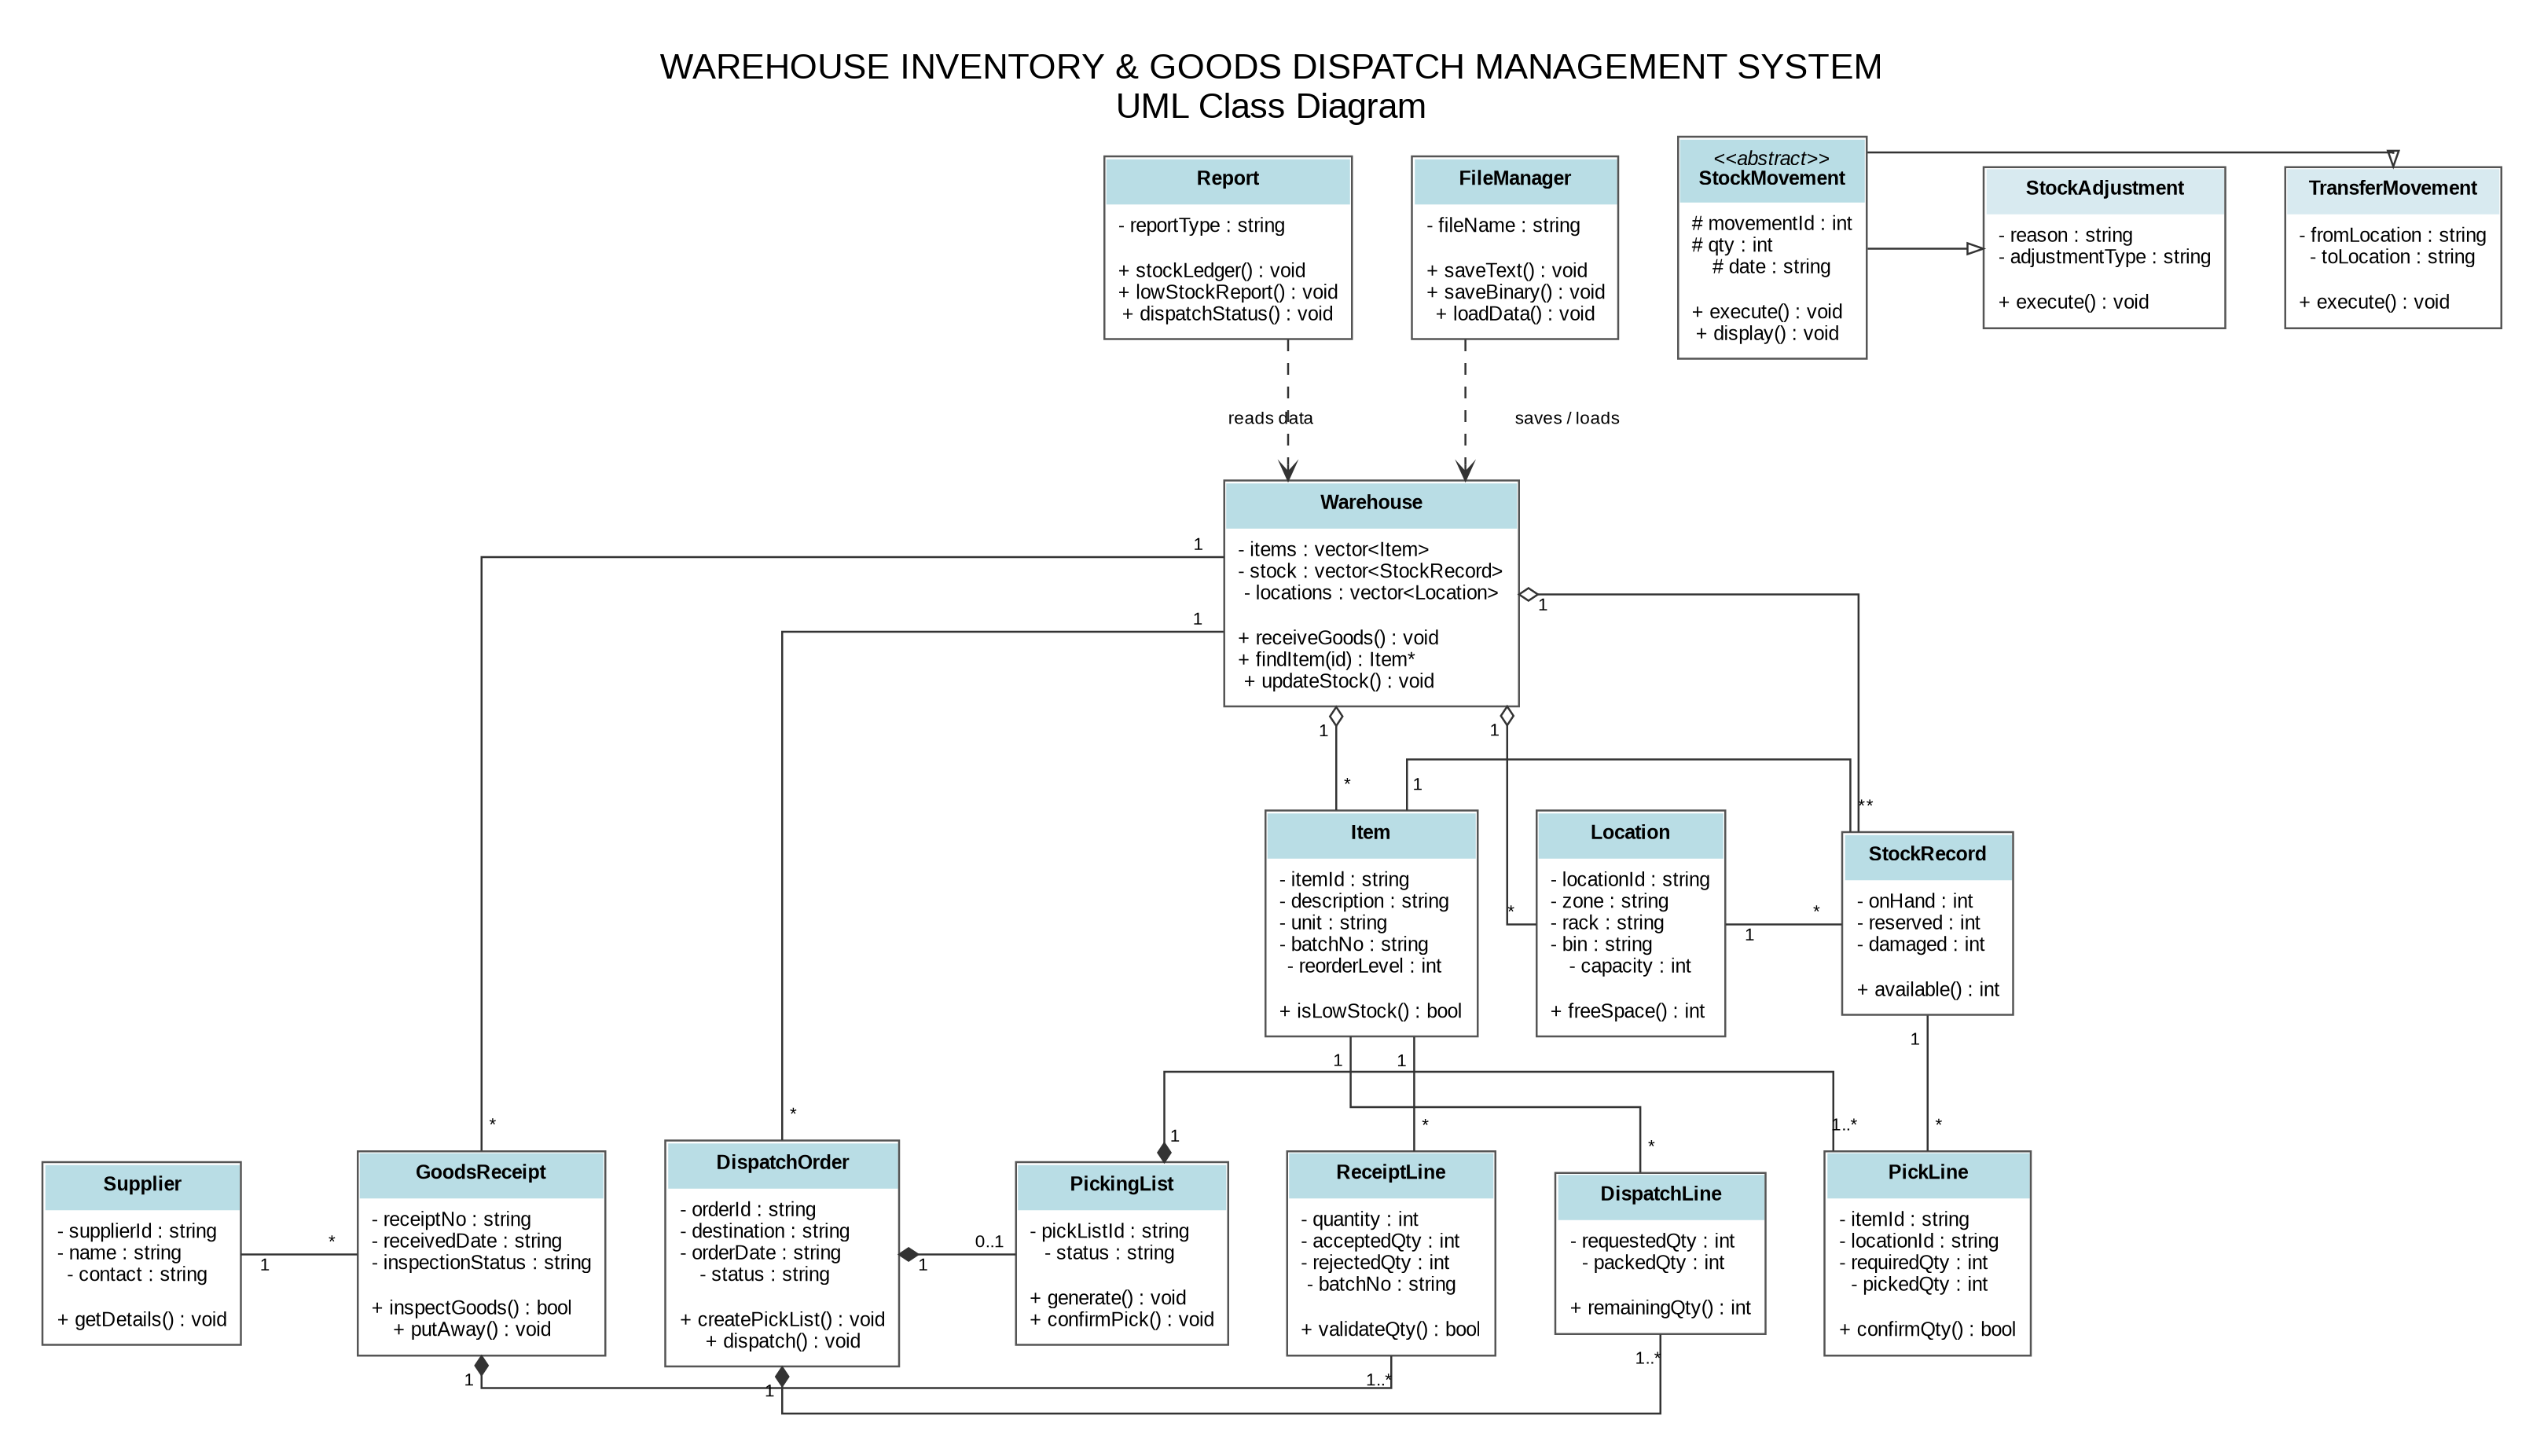 WAREHOUSE INVENTORY & GOODS DISPATCH MANAGEMENT SYSTEM
UML Class Diagram
Report
- reportType : string
+ stockLedger() : void
+ lowStockReport() : void
+ dispatchStatus() : void
FileManager
- fileName : string
+ saveText() : void
+ saveBinary() : void
+ loadData() : void
<<abstract>>
StockMovement
# movementId : int
# qty : int
# date : string
+ execute() : void
+ display() : void
StockAdjustment
- reason : string
- adjustmentType : string
+ execute() : void
TransferMovement
- fromLocation : string
- toLocation : string
+ execute() : void
reads data
saves / loads
Warehouse
- items : vector<Item>
- stock : vector<StockRecord>
- locations : vector<Location>
+ receiveGoods() : void
+ findItem(id) : Item*
+ updateStock() : void
1
1
1
1
1
*
1
**
Item
- itemId : string
- description : string
- unit : string
- batchNo : string
- reorderLevel : int
+ isLowStock() : bool
*
Location
- locationId : string
- zone : string
- rack : string
- bin : string
- capacity : int
+ freeSpace() : int
1
*
StockRecord
- onHand : int
- reserved : int
- damaged : int
+ available() : int
1
1
1
*
*
1
*
*
1..*
*
Supplier
- supplierId : string
- name : string
- contact : string
+ getDetails() : void
1
*
GoodsReceipt
- receiptNo : string
- receivedDate : string
- inspectionStatus : string
+ inspectGoods() : bool
+ putAway() : void
DispatchOrder
- orderId : string
- destination : string
- orderDate : string
- status : string
+ createPickList() : void
+ dispatch() : void
1
0..1
PickingList
- pickListId : string
- status : string
+ generate() : void
+ confirmPick() : void
ReceiptLine
- quantity : int
- acceptedQty : int
- rejectedQty : int
- batchNo : string
+ validateQty() : bool
DispatchLine
- requestedQty : int
- packedQty : int
+ remainingQty() : int
PickLine
- itemId : string
- locationId : string
- requiredQty : int
- pickedQty : int
+ confirmQty() : bool
1
1
1..*
1..*